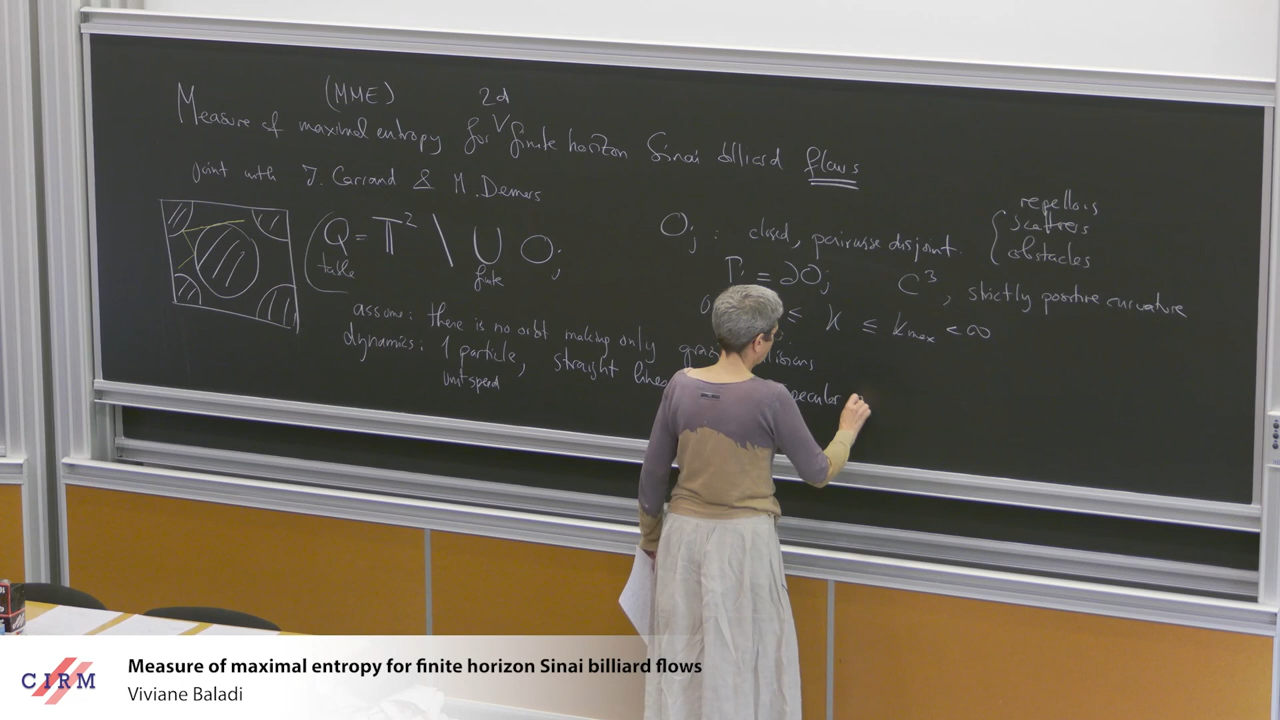 (MME)
2d
Measure of maximal entropy for V finite horizon Sinai billiard flows
joint with J. Carrand & M. Demers
Q = T² \ ∪ O_i
table
finite
O_i : closed, pairwise disjoint.
repellors
scatters
obstacles
Γ_i = ∂O_i C³, strictly positive curvature
≤ K ≤ K_max < ∞
assume: there is no orbit making only
dynamics: 1 particle, straight lines
unit speed
CIRM
Measure of maximal entropy for finite horizon Sinai billiard flows
Viviane Baladi